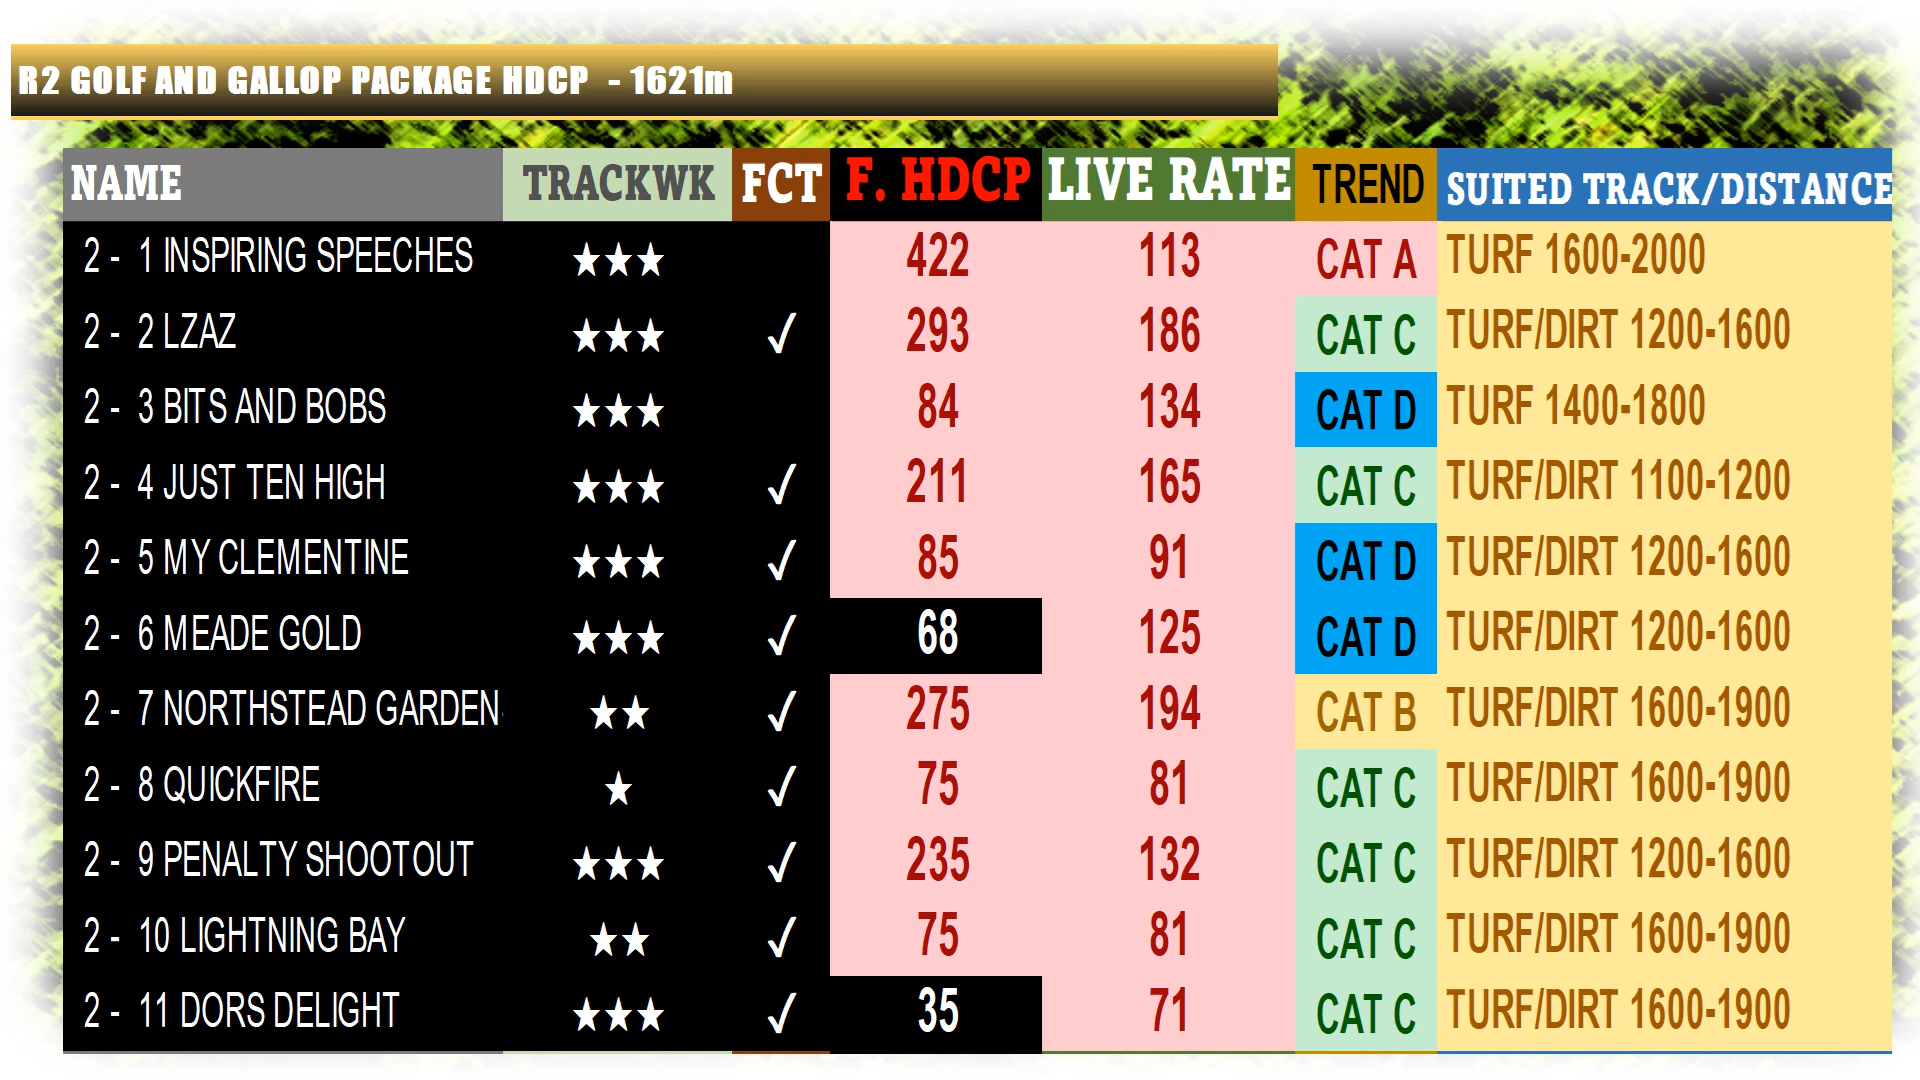 R2 GOLF AND GALLOP PACKAGE HDCP - 1621m
NAME TRACKWK FCT F. HDCP LIVE RATE TREND SUITED TRACK/DISTANCE
2 - 1 INSPIRING SPEECHES ★★★ 422 113 CAT A TURF 1600-2000
2 - 2 LZAZ ★★★ ✓ 293 186 CAT C TURF/DIRT 1200-1600
2 - 3 BITS AND BOBS ★★★ 84 134 CAT D TURF 1400-1800
2 - 4 JUST TEN HIGH ★★★ ✓ 211 165 CAT C TURF/DIRT 1100-1200
2 - 5 MY CLEMENTINE ★★★ ✓ 85 91 CAT D TURF/DIRT 1200-1600
2 - 6 MEADE GOLD ★★★ ✓ 68 125 CAT D TURF/DIRT 1200-1600
2 - 7 NORTHSTEAD GARDEN ★★ ✓ 275 194 CAT B TURF/DIRT 1600-1900
2 - 8 QUICKFIRE ★ ✓ 75 81 CAT C TURF/DIRT 1600-1900
2 - 9 PENALTY SHOOTOUT ★★★ ✓ 235 132 CAT C TURF/DIRT 1200-1600
2 - 10 LIGHTNING BAY ★★ ✓ 75 81 CAT C TURF/DIRT 1600-1900
2 - 11 DORS DELIGHT ★★★ ✓ 35 71 CAT C TURF/DIRT 1600-1900